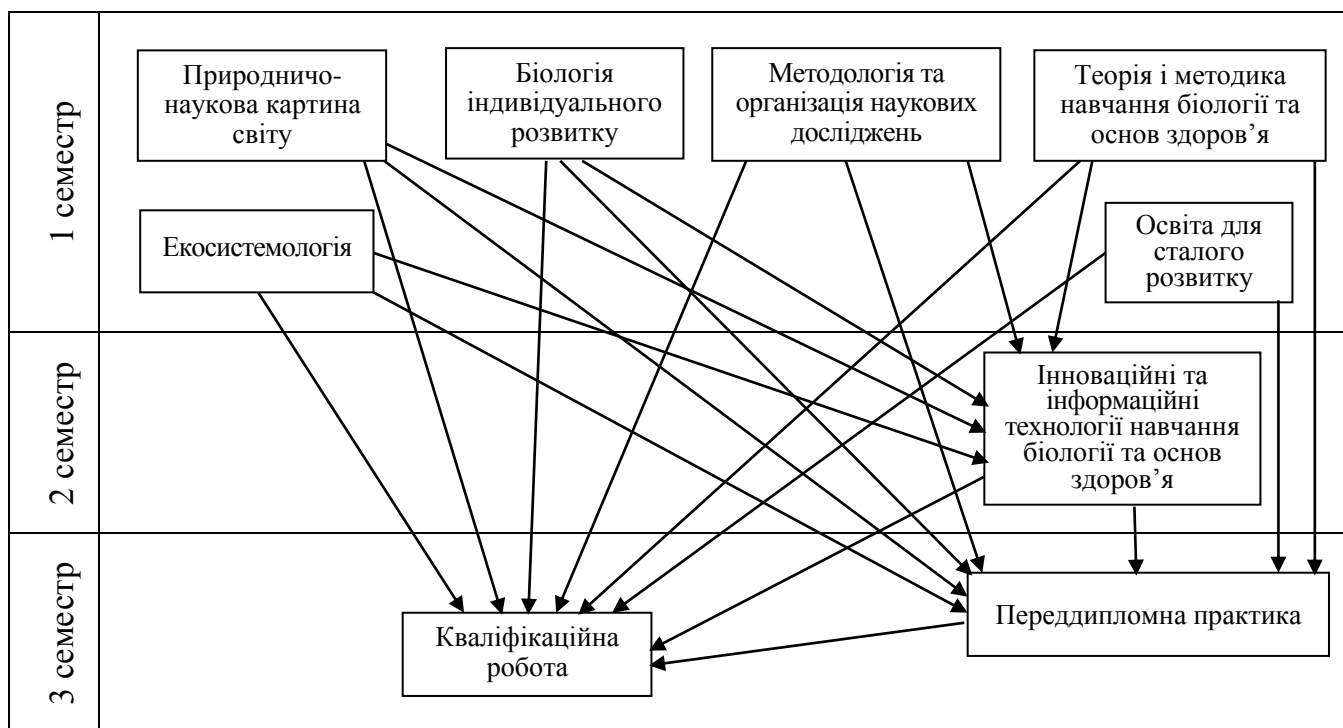 1 семестр
Природничо-
наукова картина
світу
Біологія
індивідуального
розвитку
Методологія та
організація наукових
досліджень
Теорія і методика
навчання біології та
основ здоров’я
Екосистемологія
Освіта для
сталого
розвитку
2 семестр
Інноваційні та
інформаційні
технології навчання
біології та основ
здоров’я
3 семестр
Кваліфікаційна
робота
Переддипломна практика